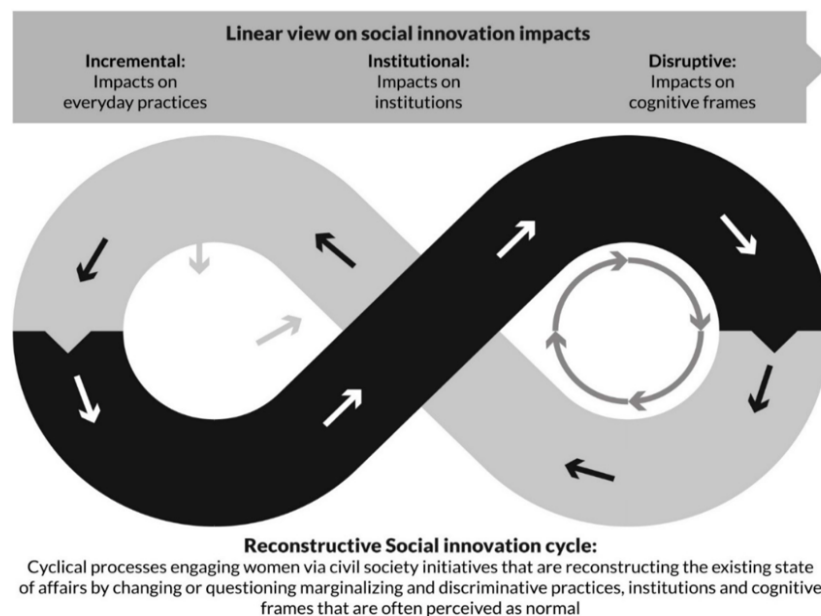 Linear view on social innovation impacts
Incremental:
Impacts on
everyday practices
Institutional:
Impacts on
institutions
Disruptive:
Impacts on
cognitive frames
Reconstructive Social innovation cycle:
Cyclical processes engaging women via civil society initiatives that are reconstructing the existing state
of affairs by changing or questioning marginalizing and discriminative practices, institutions and cognitive
frames that are often perceived as normal